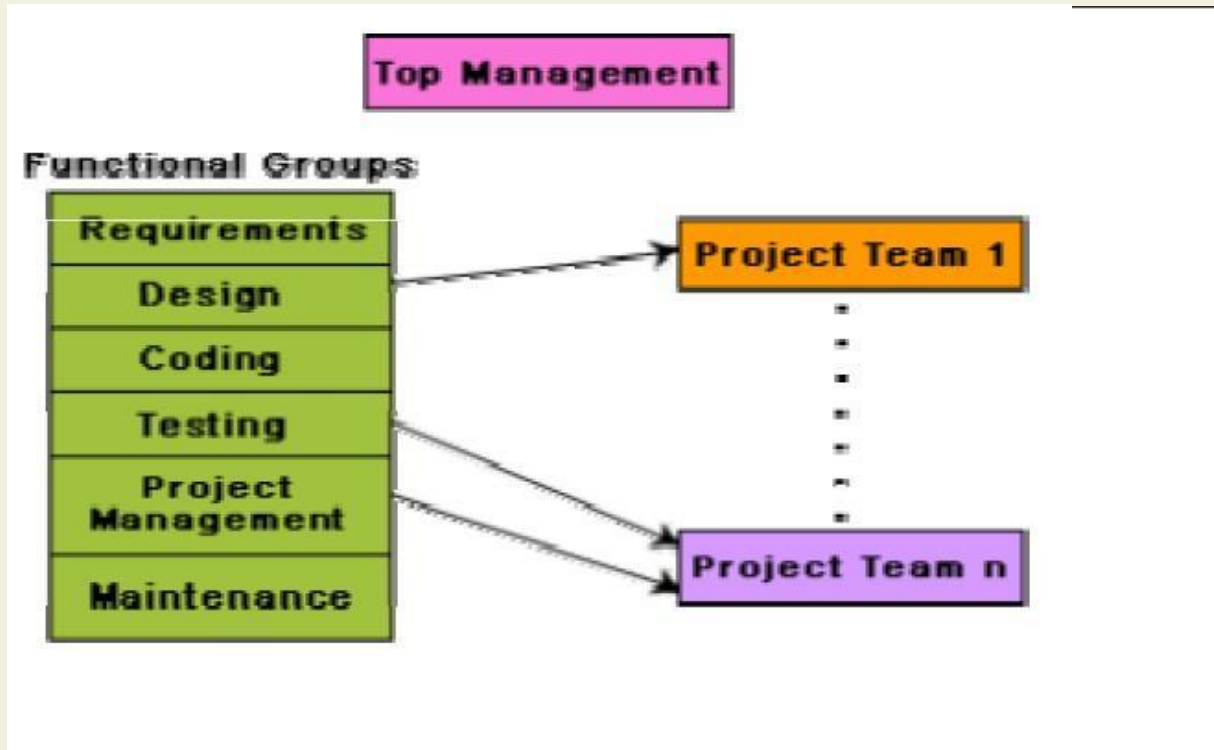 Top Management
Functional Groups
Requirements
Design
Coding
Testing
Project
Management
Maintenance
Project Team 1
Project Team n